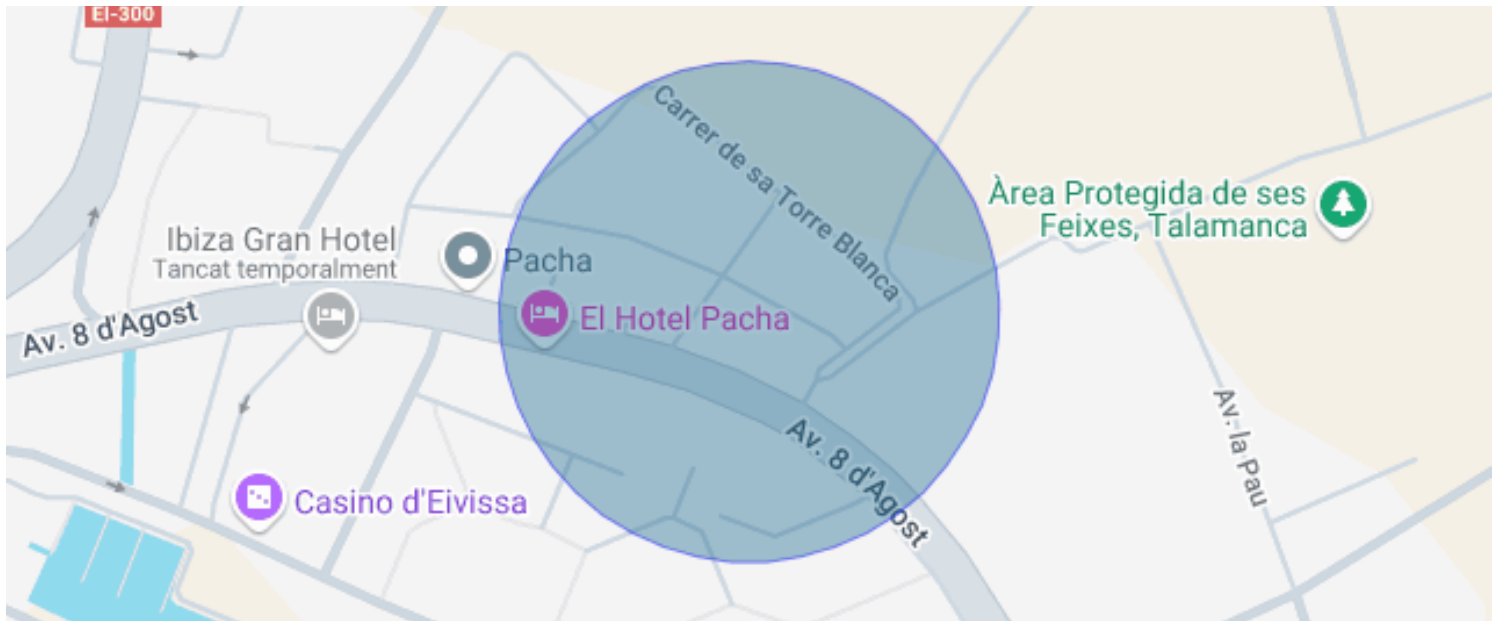 EI-300
Carrer de sa Torre Blanca
Àrea Protegida de ses
Feixes, Talamanca
Ibiza Gran Hotel
Tancat temporalment
Pacha
El Hotel Pacha
Av. 8 d'Agost
Av. 8 d'Agost
Av. la Pau
Casino d'Eivissa